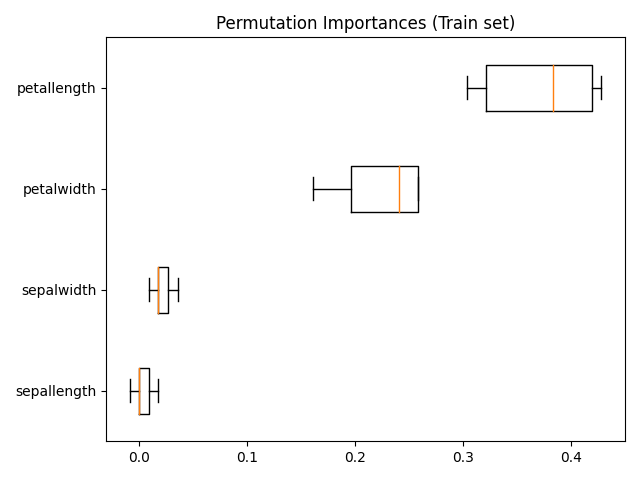 Permutation Importances (Train set)
petallength
petalwidth
sepalwidth
sepallength
0.0 0.1 0.2 0.3 0.4